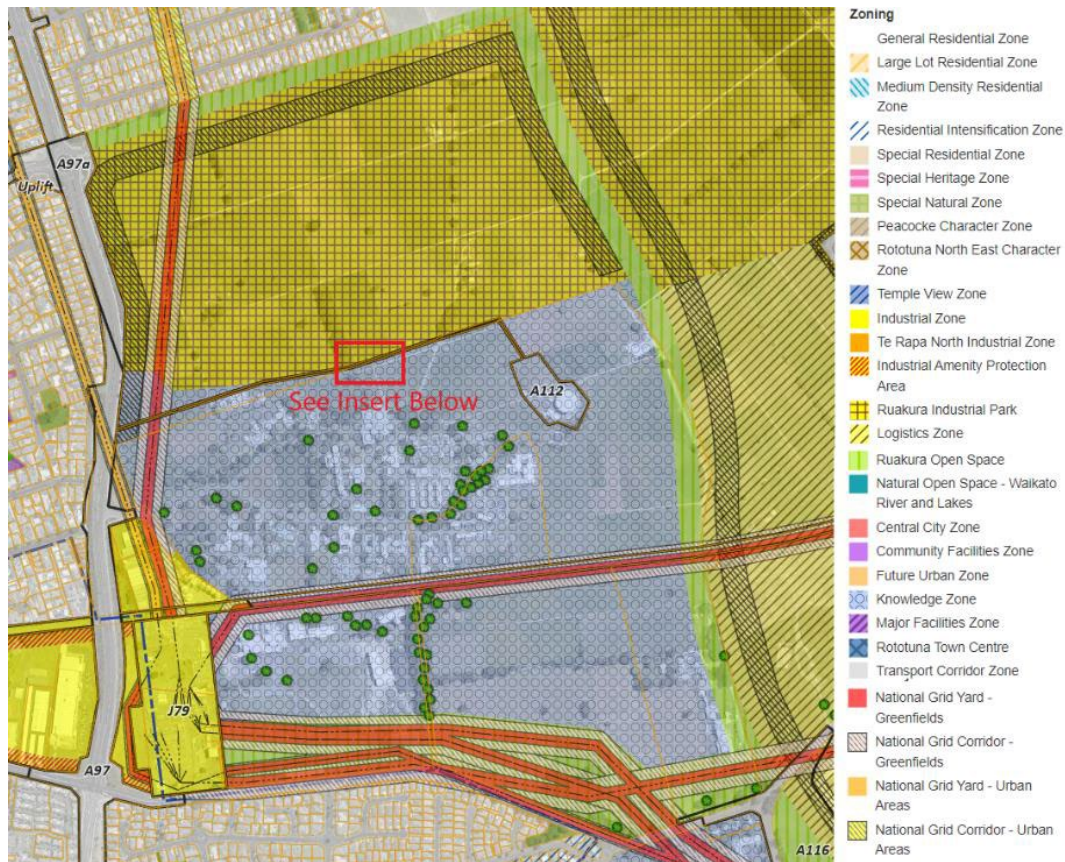 A97a
Uplift
See Insert Below
A112
J79
A97
A116
Zoning
General Residential Zone
Large Lot Residential Zone
Medium Density Residential
Zone
Residential Intensification Zone
Special Residential Zone
Special Heritage Zone
Special Natural Zone
Peacocke Character Zone
Rototuna North East Character
Zone
Temple View Zone
Industrial Zone
Te Rapa North Industrial Zone
Industrial Amenity Protection
Area
Ruakura Industrial Park
Logistics Zone
Ruakura Open Space
Natural Open Space - Waikato
River and Lakes
Central City Zone
Community Facilities Zone
Future Urban Zone
Knowledge Zone
Major Facilities Zone
Rototuna Town Centre
Transport Corridor Zone
National Grid Yard -
Greenfields
National Grid Corridor -
Greenfields
National Grid Yard - Urban
Areas
National Grid Corridor - Urban
Areas